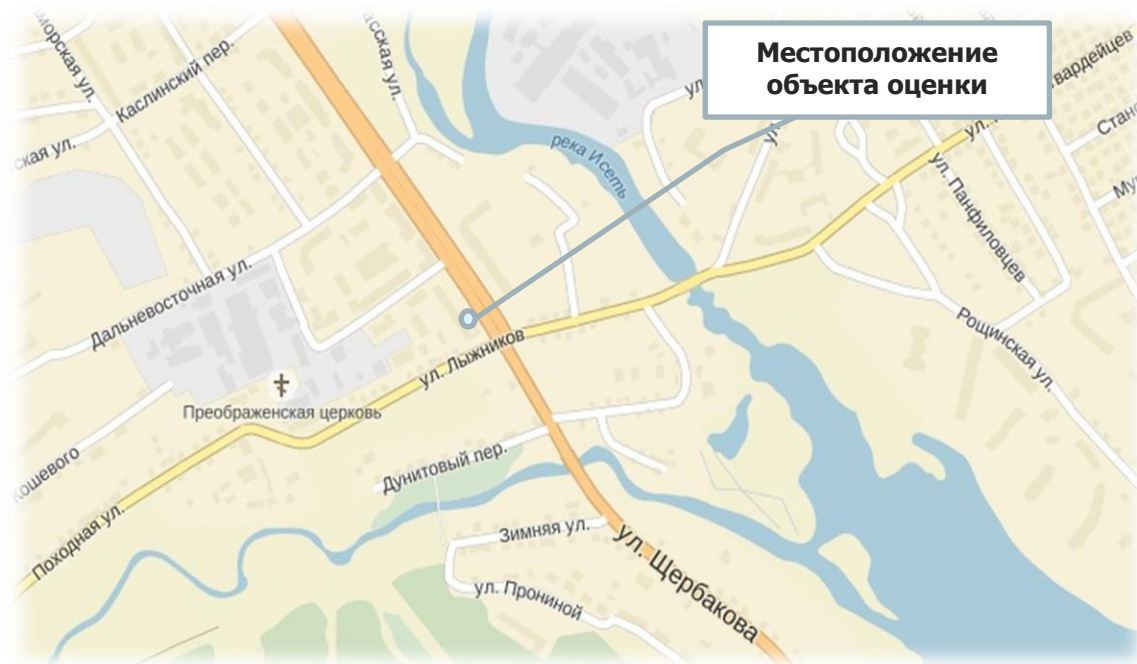 Местоположение
объекта оценки
Каслинский пер.
река Исеть
ул. Панфиловцев
Дальневосточная ул.
ул. Лыжников
Рощинская ул.
Преображенская церковь
Дунитовый пер.
Походная ул.
Зимняя ул.
ул. Щербакова
ул. Прониной